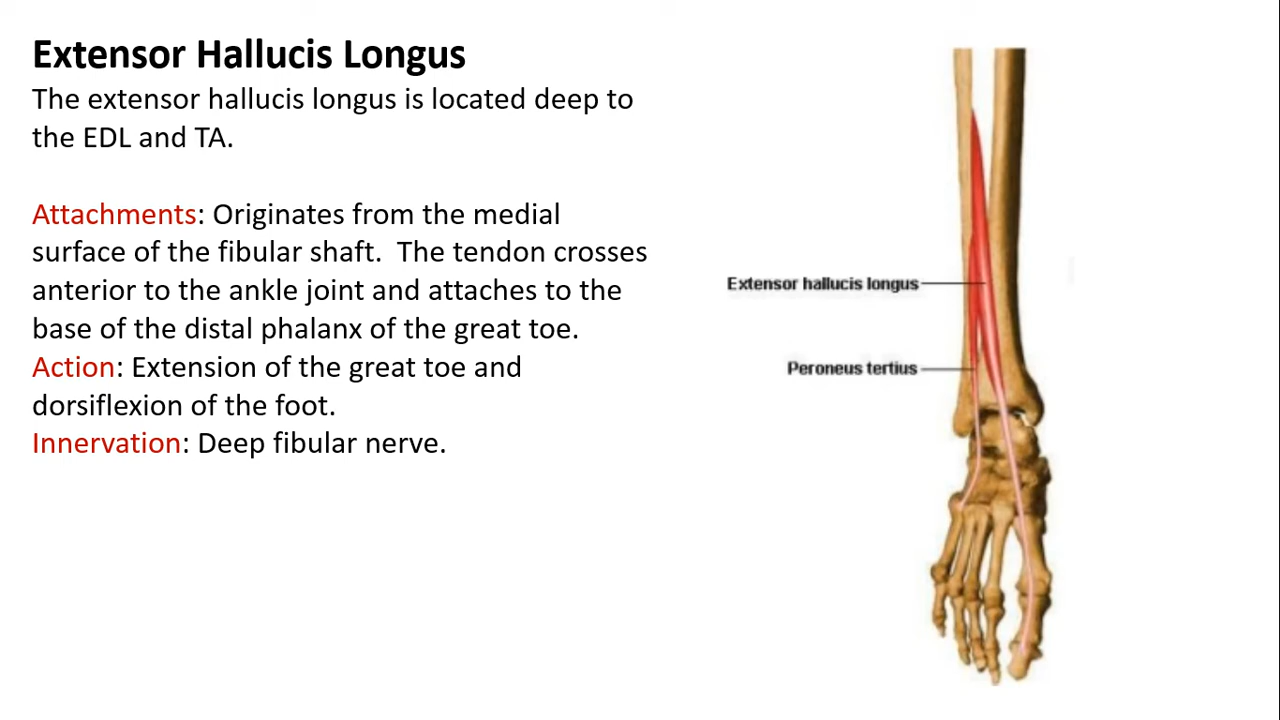 Extensor Hallucis Longus
The extensor hallucis longus is located deep to
the EDL and TA.
Attachments: Originates from the medial
surface of the fibular shaft.  The tendon crosses
anterior to the ankle joint and attaches to the
base of the distal phalanx of the great toe.
Action: Extension of the great toe and
dorsiflexion of the foot.
Innervation: Deep fibular nerve.
Extensor hallucis longus
Peroneus tertius